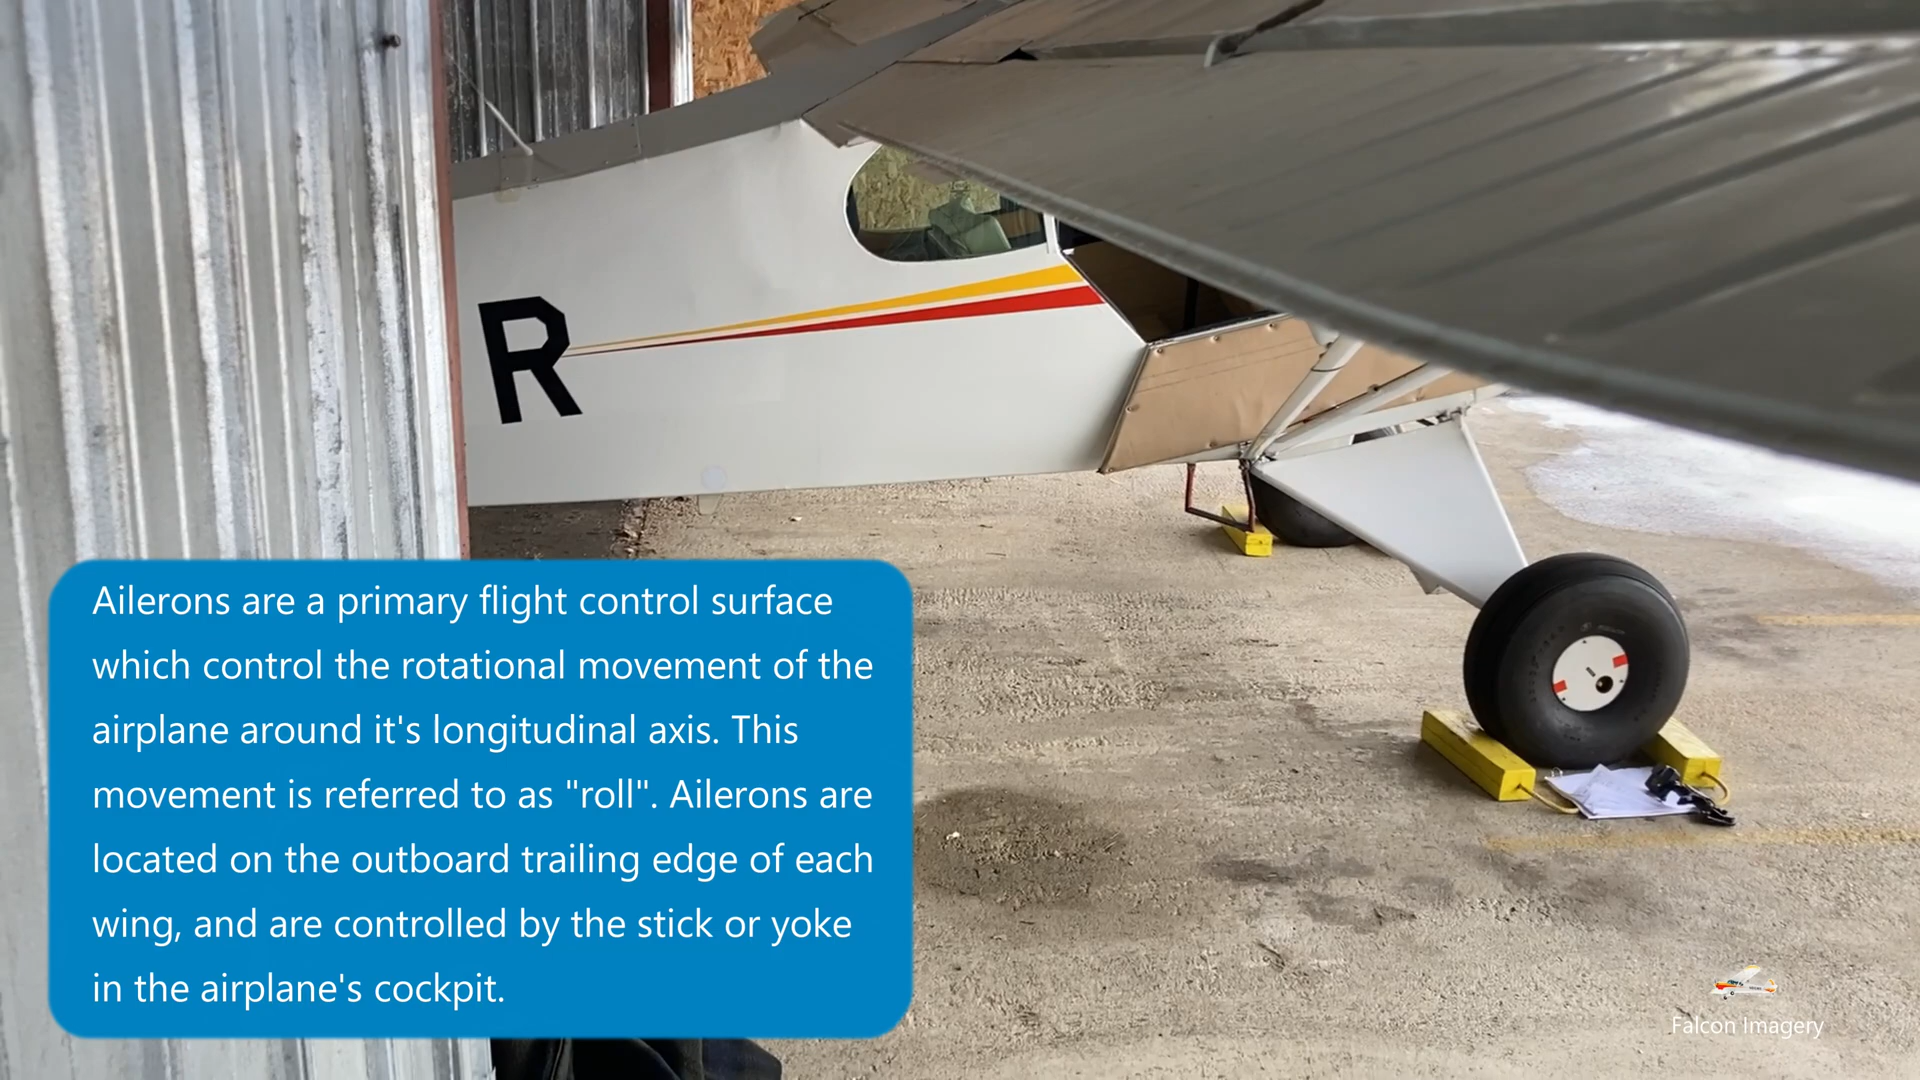 R
Ailerons are a primary flight control surface
which control the rotational movement of the
airplane around it's longitudinal axis. This
movement is referred to as "roll". Ailerons are
located on the outboard trailing edge of each
wing, and are controlled by the stick or yoke
in the airplane's cockpit.
Falcon Imagery